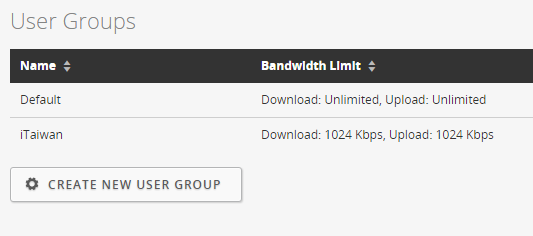 User Groups
Name Bandwidth Limit
Default Download: Unlimited, Upload: Unlimited
iTaiwan Download: 1024 Kbps, Upload: 1024 Kbps
CREATE NEW USER GROUP